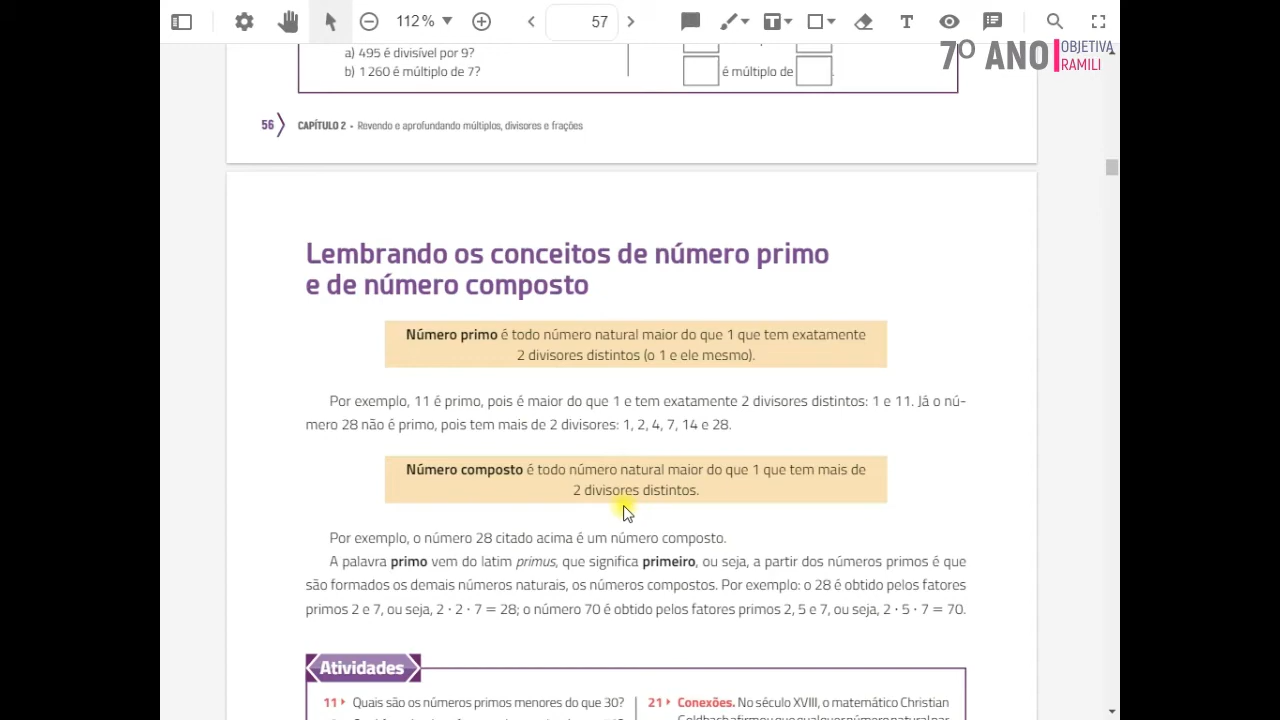 112 %
57
7º ANO
OBJETIVA
RAMILI
a) 495 é divisível por 9?
b) 1 260 é múltiplo de 7?
é múltiplo de
56
CAPÍTULO 2 • Revendo e aprofundando múltiplos, divisores e frações
Lembrando os conceitos de número primo
e de número composto
Número primo é todo número natural maior do que 1 que tem exatamente
2 divisores distintos (o 1 e ele mesmo).
Por exemplo, 11 é primo, pois é maior do que 1 e tem exatamente 2 divisores distintos: 1 e 11. Já o nú-
mero 28 não é primo, pois tem mais de 2 divisores: 1, 2, 4, 7, 14 e 28.
Número composto é todo número natural maior do que 1 que tem mais de
2 divisores distintos.
Por exemplo, o número 28 citado acima é um número composto.
A palavra primo vem do latim primus, que significa primeiro, ou seja, a partir dos números primos é que
são formados os demais números naturais, os números compostos. Por exemplo: o 28 é obtido pelos fatores
primos 2 e 7, ou seja, 2 · 2 · 7 = 28; o número 70 é obtido pelos fatores primos 2, 5 e 7, ou seja, 2 · 5 · 7 = 70.
Atividades
11 Quais são os números primos menores do que 30?
21 Conexões. No século XVIII, o matemático Christian
Goldbach afirmou que qualquer número natural par